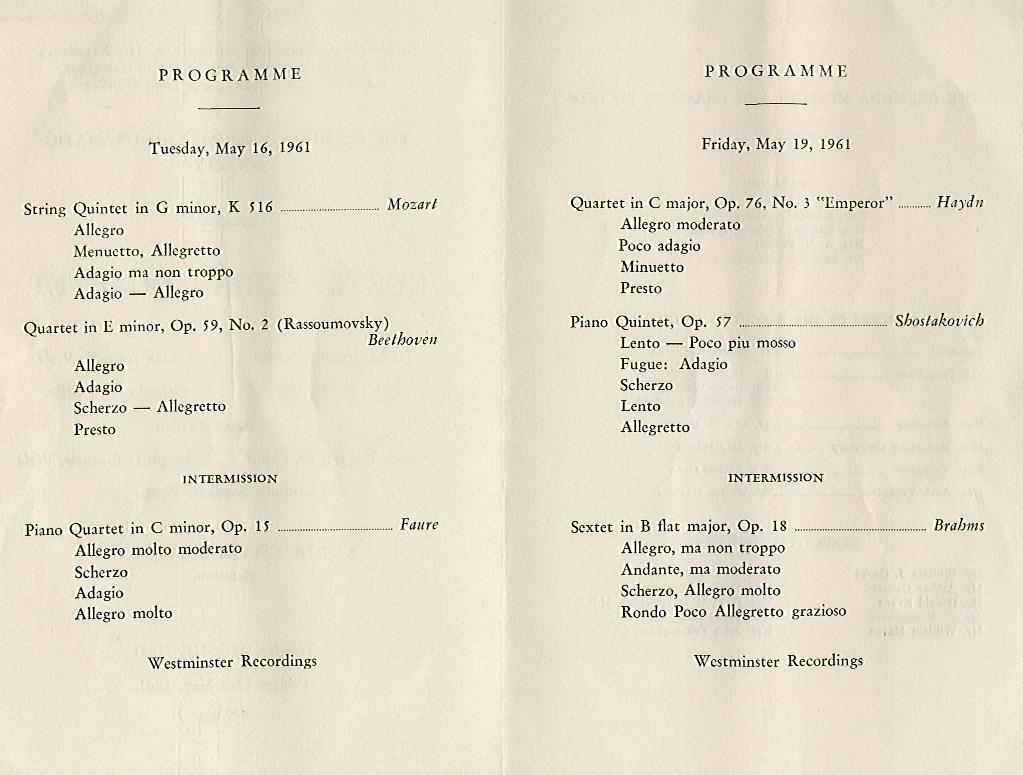 PROGRAMME
Tuesday, May 16, 1961
String Quintet in G minor, K 516 ........ Mozart
Allegro
Menuetto, Allegretto
Adagio ma non troppo
Adagio — Allegro
Quartet in E minor, Op. 59, No. 2 (Rassoumovsky)
Beethoven
Allegro
Adagio
Scherzo — Allegretto
Presto
INTERMISSION
Piano Quartet in C minor, Op. 15 ........ Faure
Allegro molto moderato
Scherzo
Adagio
Allegro molto
Westminster Recordings
PROGRAMME
Friday, May 19, 1961
Quartet in C major, Op. 76, No. 3 "Emperor" ........ Haydn
Allegro moderato
Poco adagio
Minuetto
Presto
Piano Quintet, Op. 57 ........ Shostakovich
Lento — Poco piu mosso
Fugue: Adagio
Scherzo
Lento
Allegretto
INTERMISSION
Sextet in B flat major, Op. 18 ........ Brahms
Allegro, ma non troppo
Andante, ma moderato
Scherzo, Allegro molto
Rondo Poco Allegretto grazioso
Westminster Recordings